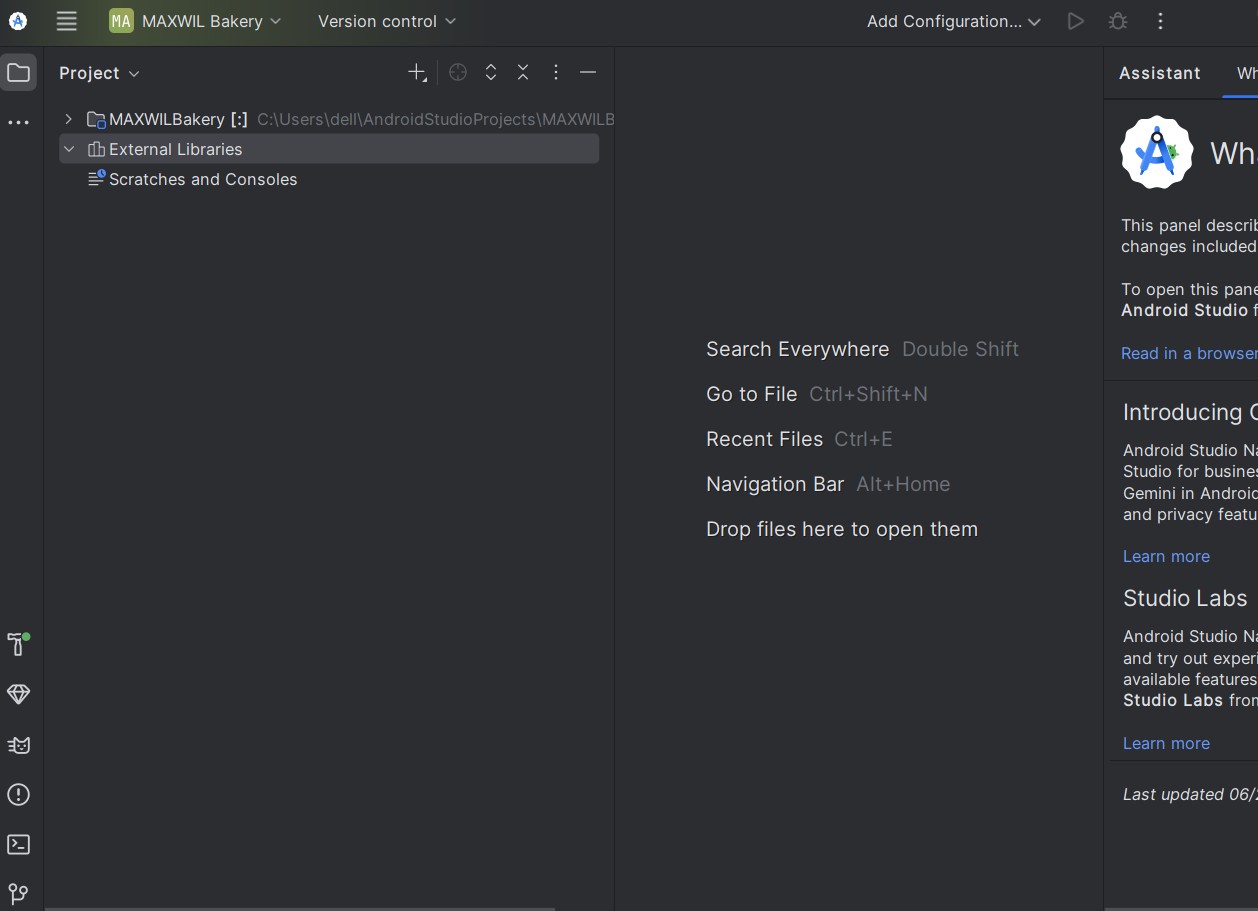 MA MAXWIL Bakery Version control Add Configuration...
Project
MAXWILBakery [:] C:\Users\dell\AndroidStudioProjects\MAXWILB
External Libraries
Scratches and Consoles
Search Everywhere Double Shift
Go to File Ctrl+Shift+N
Recent Files Ctrl+E
Navigation Bar Alt+Home
Drop files here to open them
Assistant Wh
Wha
This panel describ
changes included
To open this pane
Android Studio f
Read in a browser
Introducing
Android Studio Na
Studio for busines
Gemini in Android
and privacy featu
Learn more
Studio Labs
Android Studio Na
and try out experi
available features
Studio Labs from
Learn more
Last updated 06/2